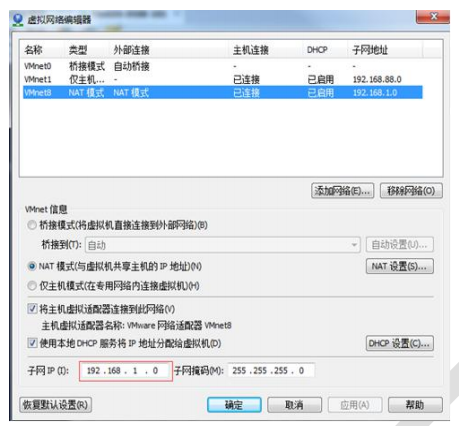 虚拟网络编辑器
名称 类型 外部连接 主机连接 DHCP 子网地址
VMnet0 桥接模式 自动桥接 - - -
VMnet1 仅主机... - 已连接 已启用 192.168.88.0
VMnet8 NAT 模式 NAT 模式 已连接 已启用 192.168.1.0
添加网络(E)... 移除网络(O)
VMnet 信息
桥接模式(将虚拟机直接连接到外部网络)(B)
桥接到(T): 自动 自动设置(U)...
NAT 模式(与虚拟机共享主机的 IP 地址)(N) NAT 设置(S)...
仅主机模式(在专用网络内连接虚拟机)(H)
将主机虚拟适配器连接到此网络(V)
主机虚拟适配器名称: VMware 网络适配器 VMnet8
使用本地 DHCP 服务将 IP 地址分配给虚拟机(D) DHCP 设置(C)...
子网 IP (I): 192 .168 . 1 . 0 子网掩码(M): 255 .255 .255 . 0
恢复默认设置(R) 确定 取消 应用(A) 帮助